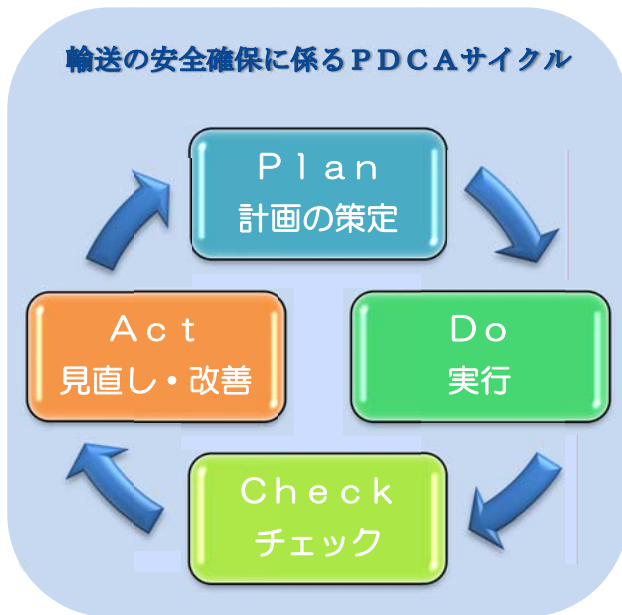 輸送の安全確保に係るＰＤＣＡサイクル
Ｐｌａｎ
計画の策定
Ａｃｔ
見直し・改善
Ｄｏ
実行
Ｃｈｅｃｋ
チェック